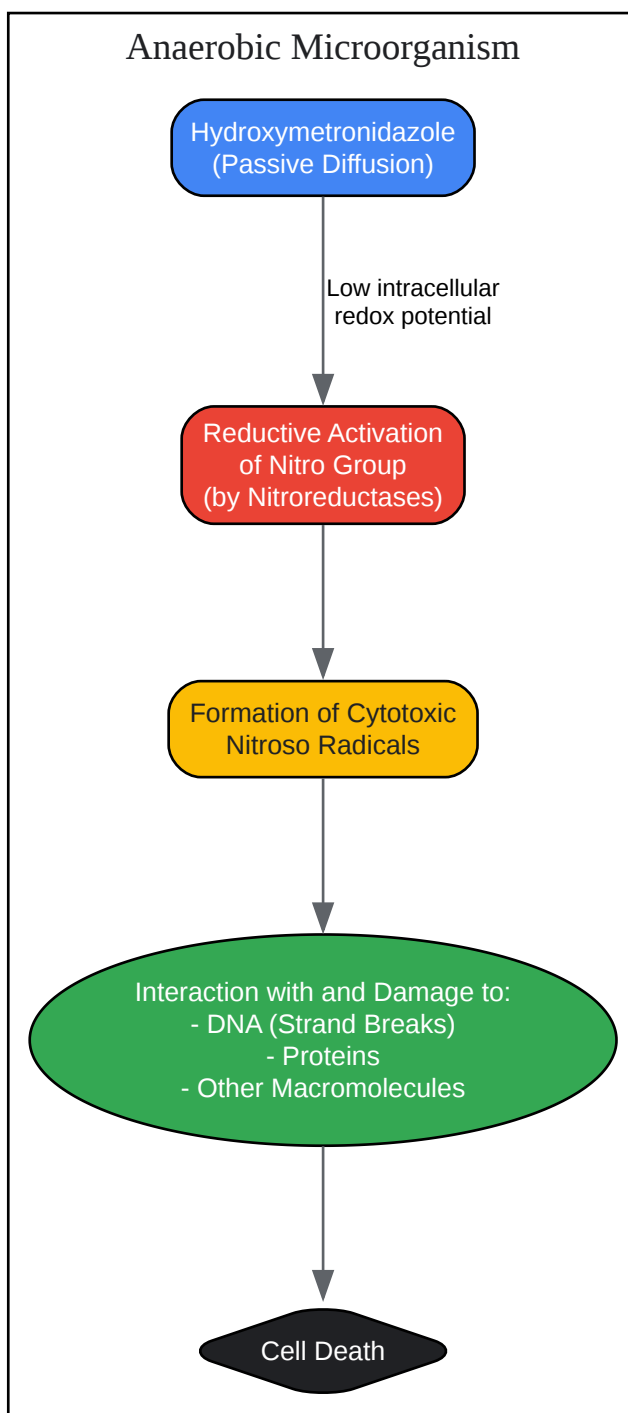 Anaerobic Microorganism
Hydroxymetronidazole
(Passive Diffusion)
Low intracellular
redox potential
Reductive Activation
of Nitro Group
(by Nitroreductases)
Formation of Cytotoxic
Nitroso Radicals
Interaction with and Damage to:
- DNA (Strand Breaks)
- Proteins
- Other Macromolecules
Cell Death